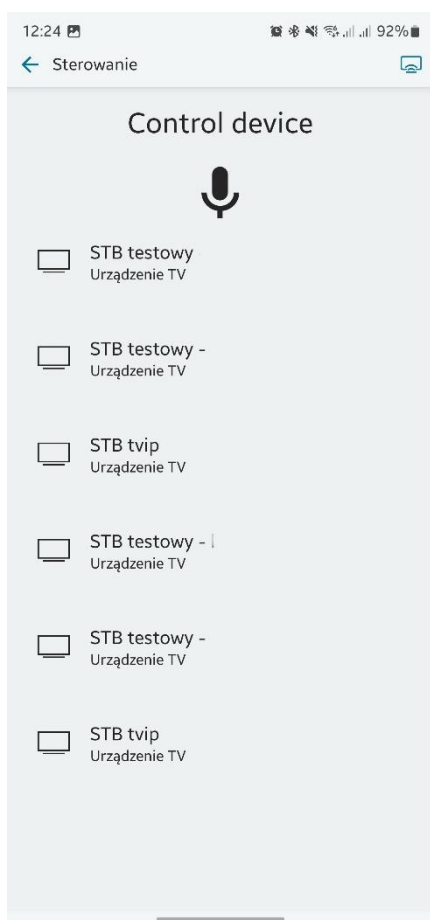 12:24 92%
Sterowanie
Control device
STB testowy
Urządzenie TV
STB testowy -
Urządzenie TV
STB tvip
Urządzenie TV
STB testowy -
Urządzenie TV
STB testowy -
Urządzenie TV
STB tvip
Urządzenie TV